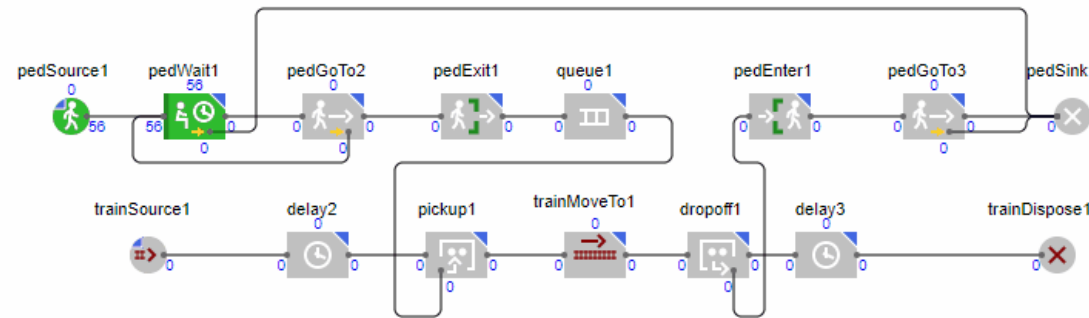 pedSource1 pedWait1 pedGoTo2 pedExit1 queue1 pedEnter1 pedGoTo3 pedSink
0 56 0 0 0 0 0
56 56 0 0 0 0 0 0 0 0 0 0 0 0
0 0 0
trainSource1 delay2 pickup1 trainMoveTo1 dropoff1 delay3 trainDispose1
0 0 0
0 0 0 0 0 0 0 0 0 0 0 0
0 0